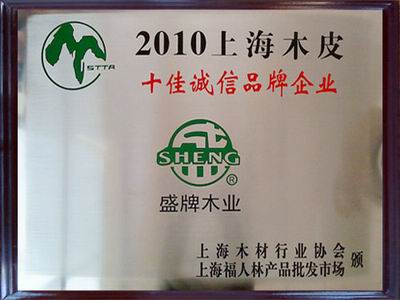 STTA
2010上海木皮
十佳诚信品牌企业
SHENG
®
盛牌木业
上海木材行业协会
上海福人林产品批发市场
颁